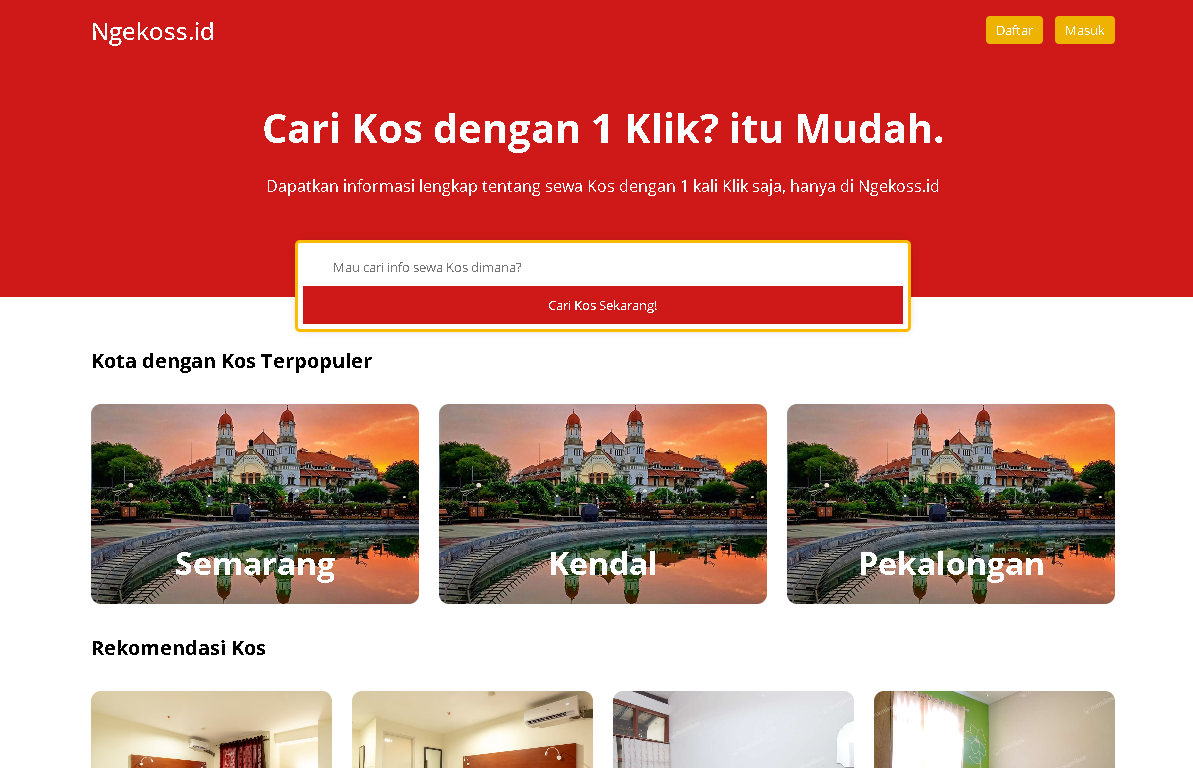 Ngekoss.id
Daftar
Masuk
Cari Kos dengan 1 Klik? itu Mudah.
Dapatkan informasi lengkap tentang sewa Kos dengan 1 kali Klik saja, hanya di Ngekoss.id
Mau cari info sewa Kos dimana?
Cari Kos Sekarang!
Kota dengan Kos Terpopuler
Semarang
Kendal
Pekalongan
Rekomendasi Kos